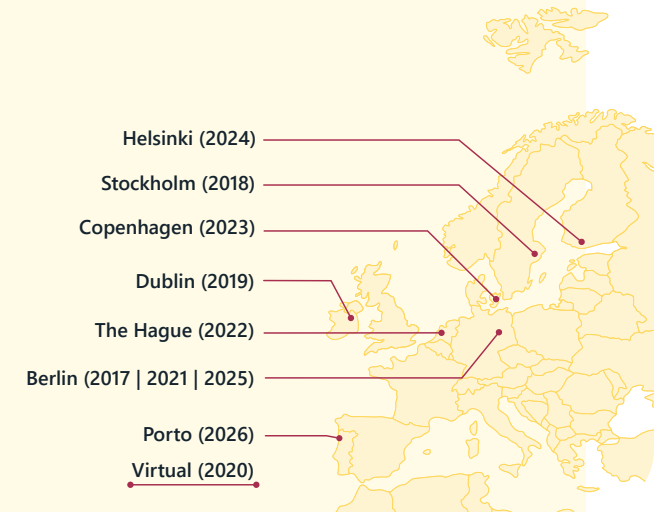 Helsinki (2024)
Stockholm (2018)
Copenhagen (2023)
Dublin (2019)
The Hague (2022)
Berlin (2017 | 2021 | 2025)
Porto (2026)
Virtual (2020)